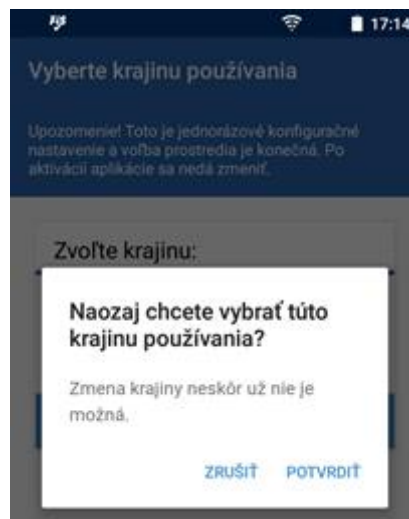 17:14
Vyberte krajinu používania
Upozornenie! Toto je jednorázové konfiguračné
nastavenie a voľba prostredia je konečná. Po
aktivácii aplikácie sa nedá zmeniť.
Zvoľte krajinu:
Naozaj chcete vybrať túto
krajinu používania?
Zmena krajiny neskôr už nie je
možná.
ZRUŠIŤ POTVRDIŤ